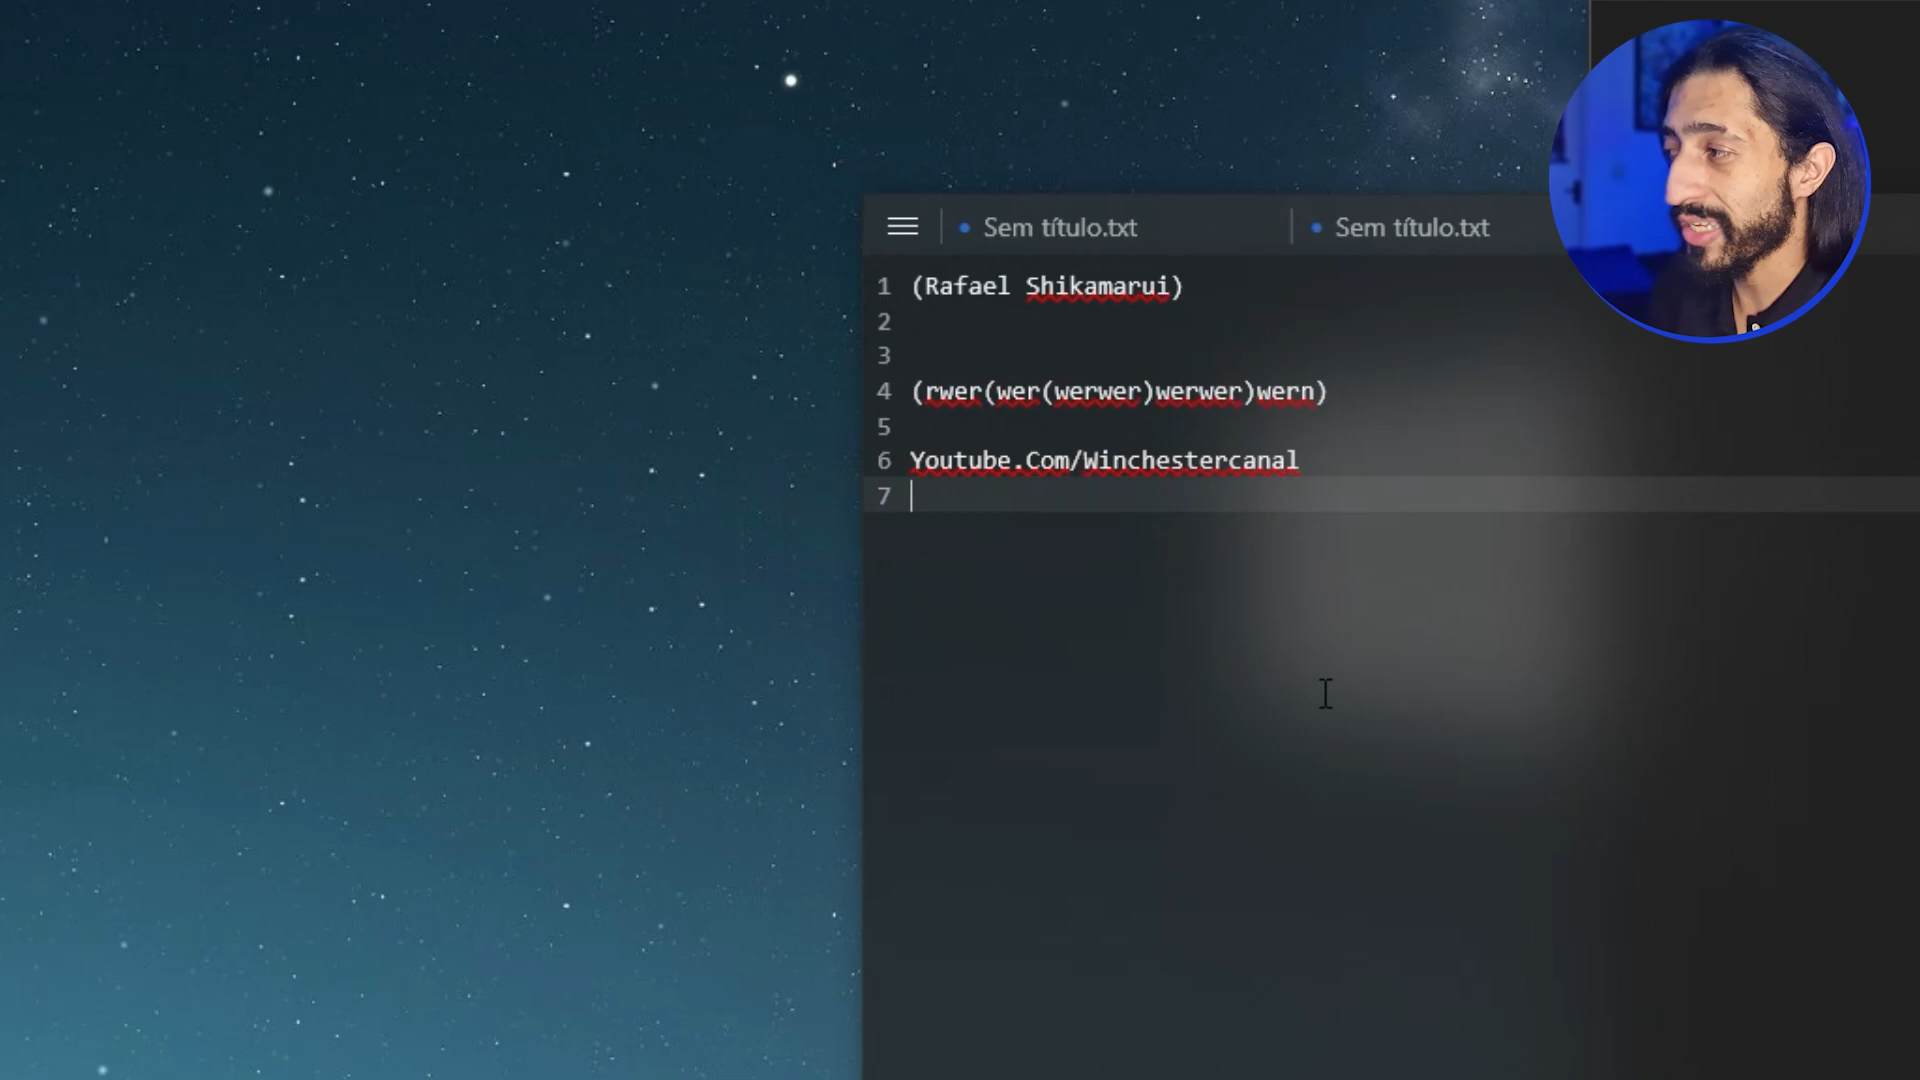 Sem título.txt
Sem título.txt
1 (Rafael Shikamarui)
2
3
4 (rwer(wer(werwer)werwer)wern)
5
6 Youtube.Com/Winchestercanal
7